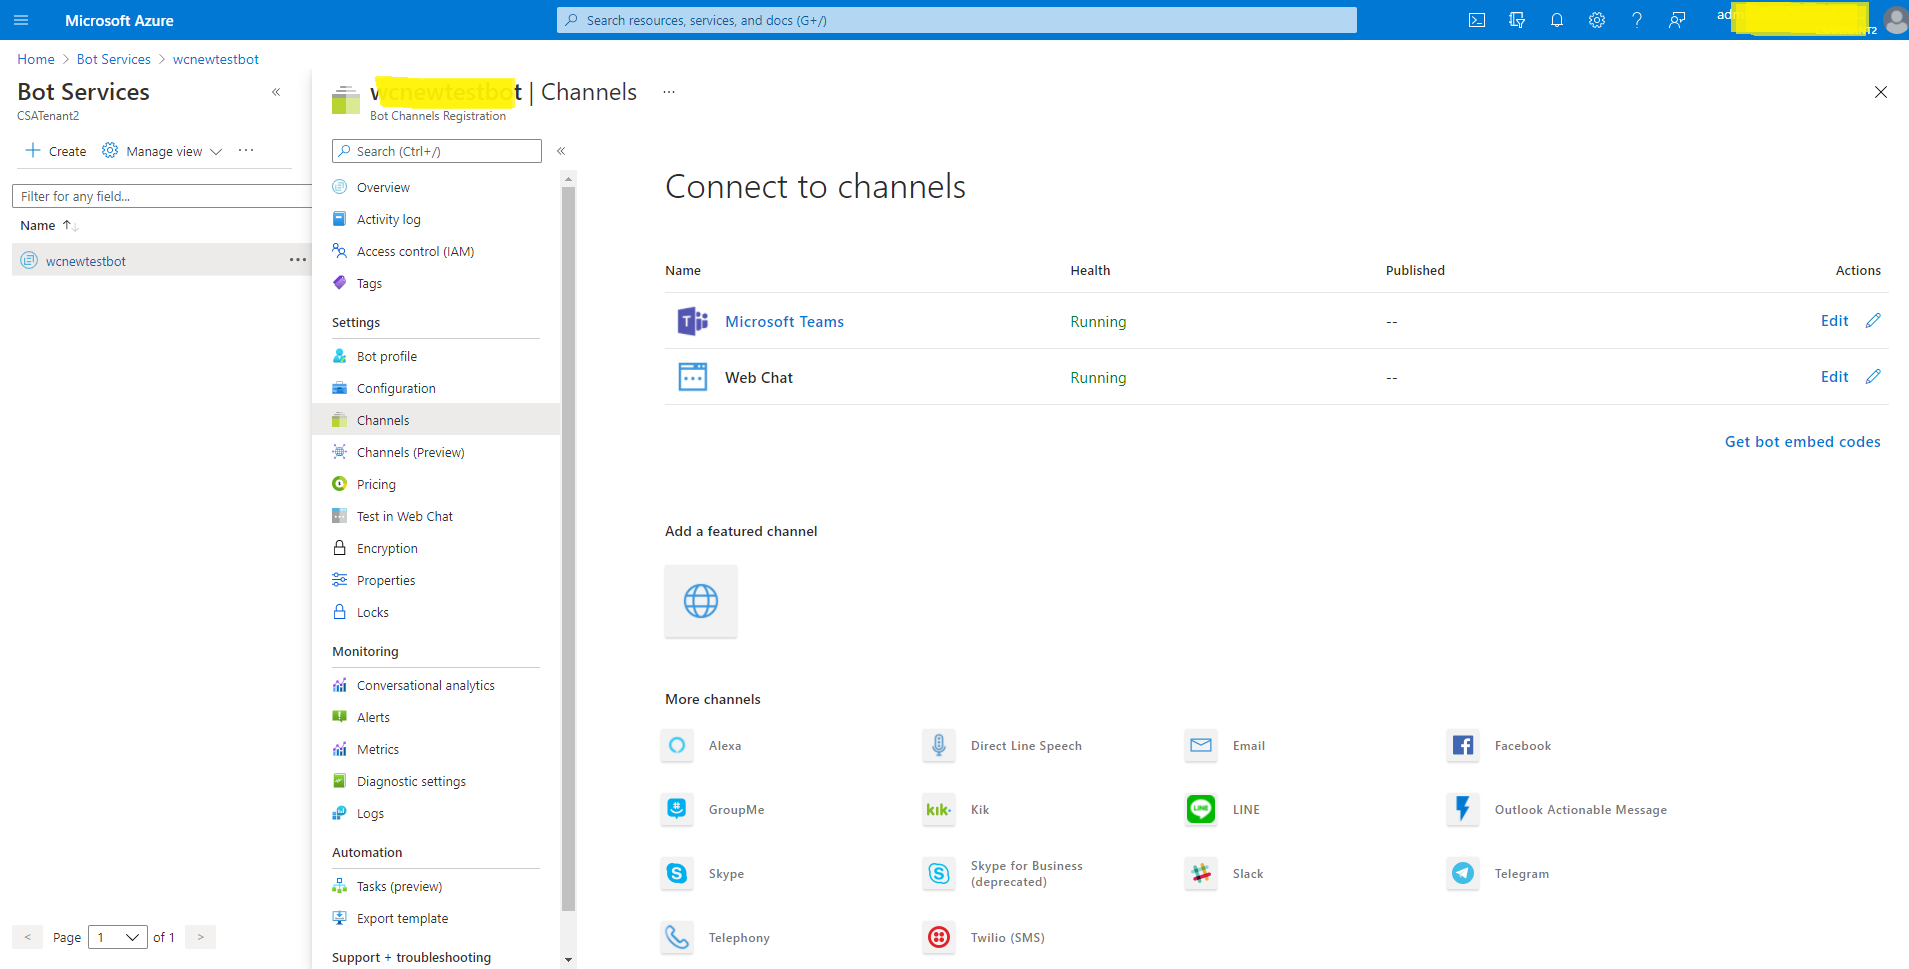 Microsoft Azure
Search resources, services, and docs (G+/)
Home > Bot Services > wcnewtestbot
Bot Services
CSATenant2
Create
Manage view
Filter for any field...
Name
wcnewtestbot
Page 1 of 1
wcnewtestbot | Channels
Bot Channels Registration
Search (Ctrl+/)
Overview
Activity log
Access control (IAM)
Tags
Settings
Bot profile
Configuration
Channels
Channels (Preview)
Pricing
Test in Web Chat
Encryption
Properties
Locks
Monitoring
Conversational analytics
Alerts
Metrics
Diagnostic settings
Logs
Automation
Tasks (preview)
Export template
Support + troubleshooting
Connect to channels
Name Health Published Actions
Microsoft Teams Running -- Edit
Web Chat Running -- Edit
Get bot embed codes
Add a featured channel
More channels
Alexa
Direct Line Speech
Email
Facebook
GroupMe
kik.
Kik
LINE
LINE
Outlook Actionable Message
Skype
Skype for Business
(deprecated)
Slack
Telegram
Telephony
Twilio (SMS)